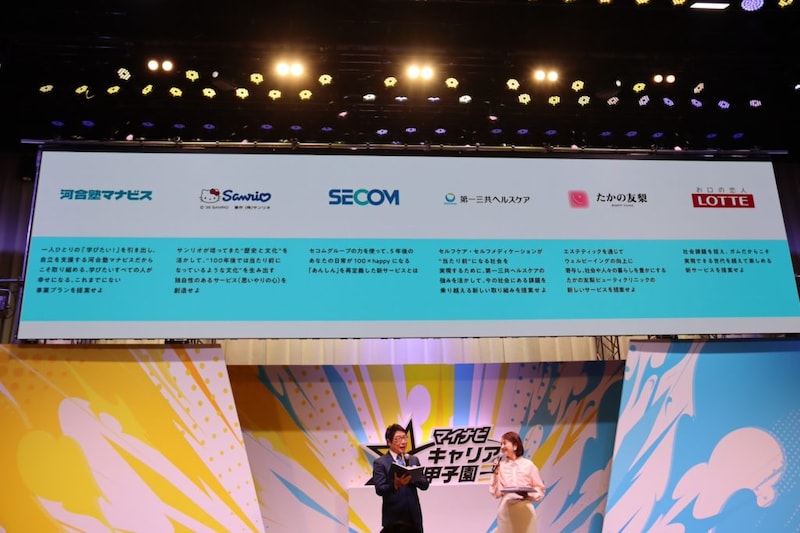 河合塾マナビス
一人ひとりの『学びたい！』を引き出し、
自立を支援する河合塾マナビスだから
こそ取り組める、学びたいすべての人が
幸せになる、これまでにない
事業プランを提案せよ
Sanrio
サンリオが培ってきた"歴史と文化"を
活かして、"100年後では当たり前に
なっているような文化"を生み出す
独自性のあるサービス（思いやりの心）を
創造せよ
SECOM
セコムグループの力を使って、5年後の
あなたの日常が100×happyになる
「あんしん」を再定義した新サービスとは
第一三共ヘルスケア
セルフケア・セルフメディケーションが
"当たり前"になる社会を
実現するために、第一三共ヘルスケアの
強みを活かして、今の社会にある課題を
乗り越える新しい取り組みを提案せよ
たかの友梨
エステティックを通じて
ウェルビーイングの向上に
寄与し、社会や人々の暮らしを豊かにする
たかの友梨ビューティクリニックの
新しいサービスを提案せよ
お口の恋人
LOTTE
社会課題を捉え、ガムだからこそ
実現できる世代を越えて楽しめる
新サービスを提案せよ
マイナビ
キャリア
甲子園